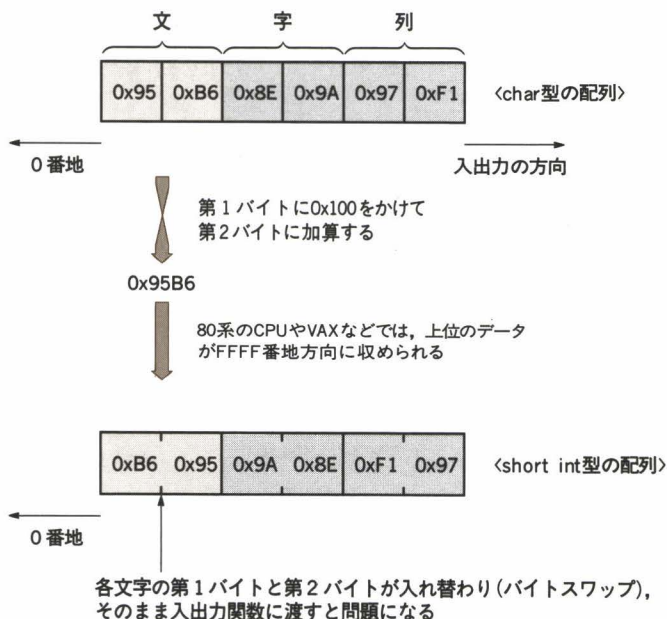 文 字 列
0x95 0xB6 0x8E 0x9A 0x97 0xF1 〈char型の配列〉
0番地 入出力の方向
第1バイトに0x100をかけて
第2バイトに加算する
0x95B6
80系のCPUやVAXなどでは，上位のデータ
がFFFF番地方向に収められる
0xB6 0x95 0x9A 0x8E 0xF1 0x97 〈short int型の配列〉
0番地
各文字の第1バイトと第2バイトが入れ替わり(バイトスワップ)，
そのまま入出力関数に渡すと問題になる